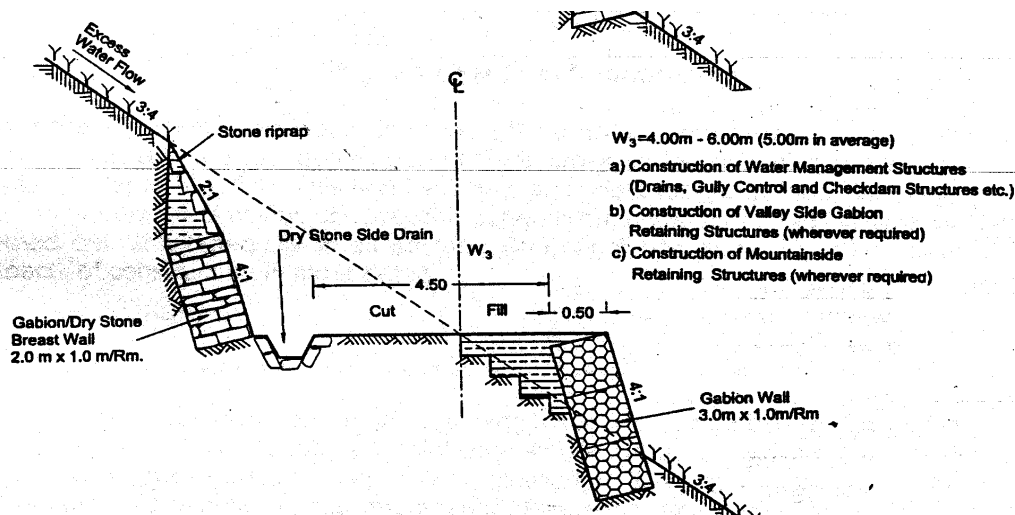 Excess
Water Flow
3:4
3:4
℄
Stone riprap
W3=4.00m - 6.00m (5.00m in average)
a) Construction of Water Management Structures
(Drains, Gully Control and Checkdam Structures etc.)
b) Construction of Valley Side Gabion
Retaining Structures (wherever required)
c) Construction of Mountainside
Retaining Structures (wherever required)
2:1
Dry Stone Side Drain
W3
4:1
4.50
Cut
Fill
0.50
Gabion/Dry Stone
Breast Wall
2.0 m x 1.0 m/Rm.
4:1
Gabion Wall
3.0m x 1.0m/Rm
3:4